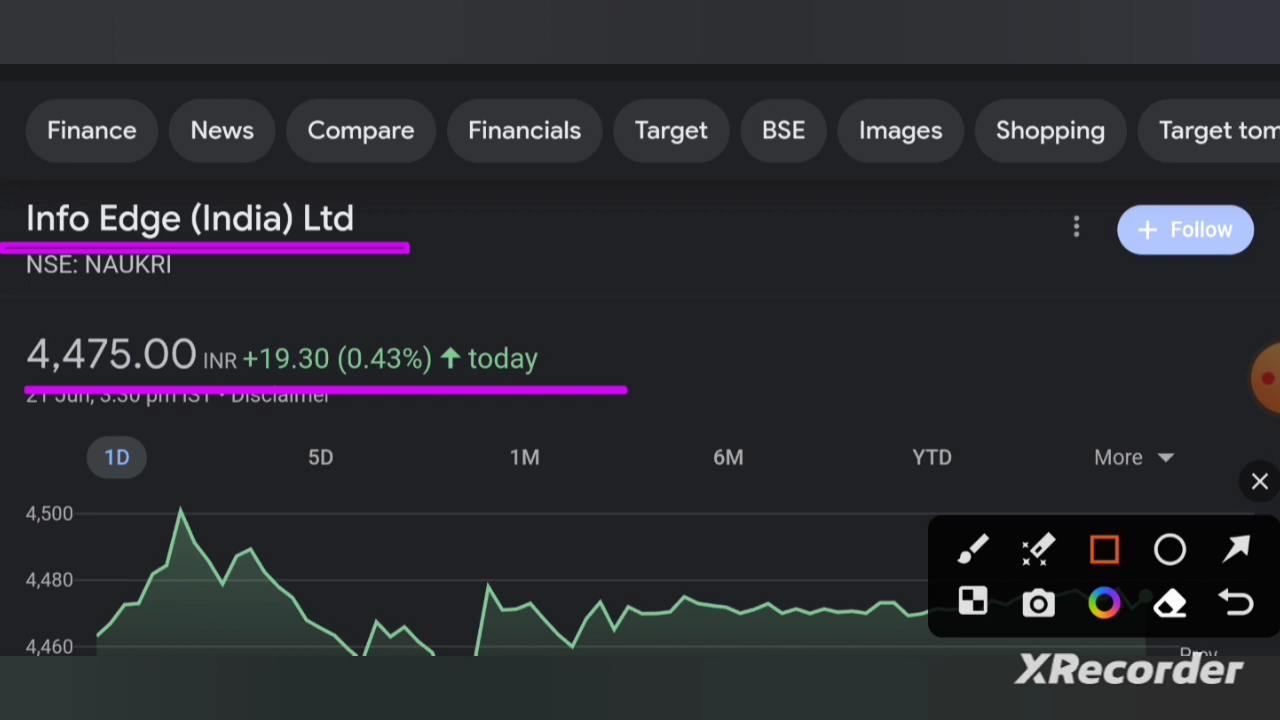 Finance News Compare Financials Target BSE Images Shopping Target tom
Info Edge (India) Ltd
+ Follow
NSE: NAUKRI
4,475.00 INR +19.30 (0.43%) ↑ today
21 Jun, 3:30 pm IST • Disclaimer
1D 5D 1M 6M YTD More
4,500
4,480
4,460
Prev
XRecorder